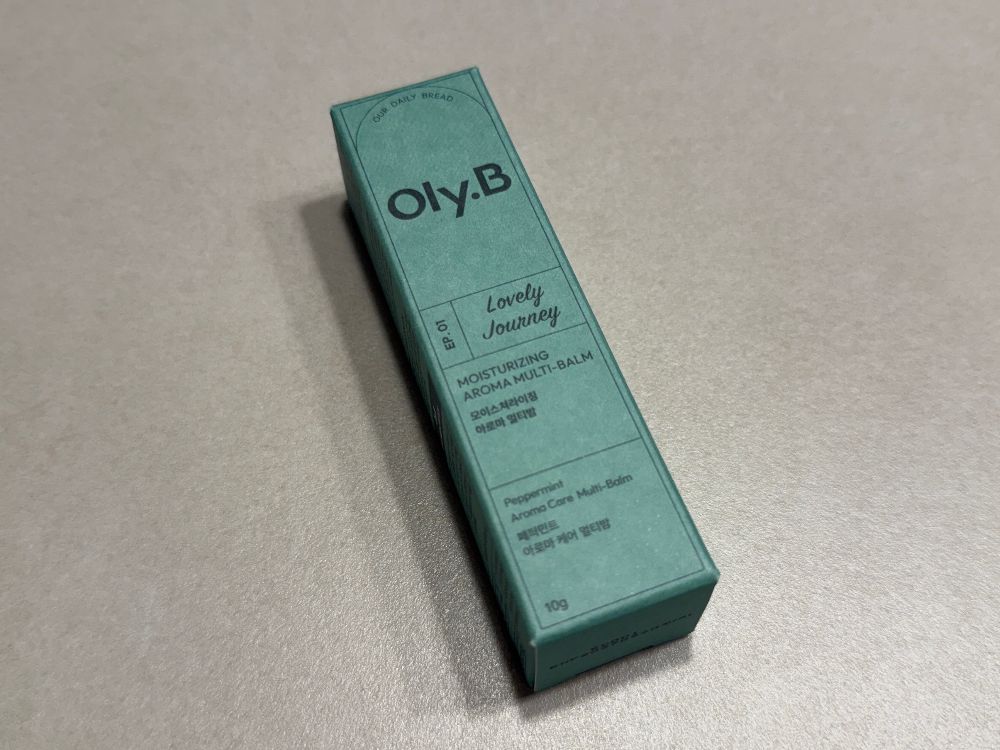 OUR DAILY BREAD
Oly.B
EP.01
Lovely
Journey
MOISTURIZING
AROMA MULTI-BALM
모이스쳐라이징
아로마 멀티밤
Peppermint
Aroma Care Multi-Balm
페퍼민트
아로마 케어 멀티밤
10g